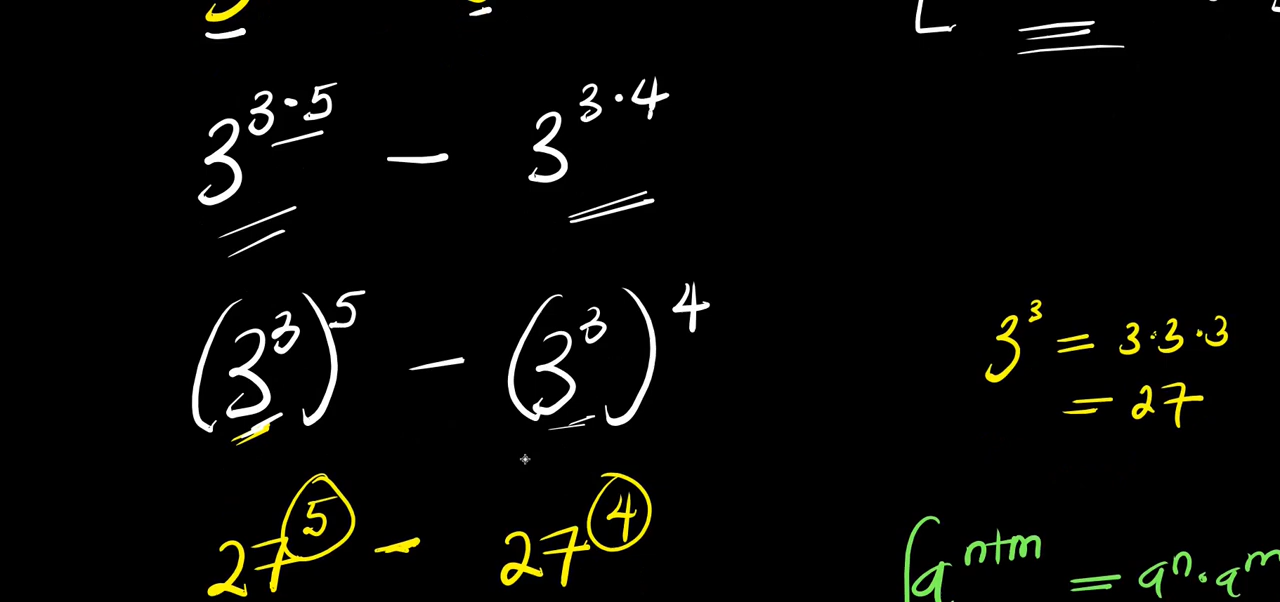 3^{3·5} − 3^{3·4}
(3^3)^5 − (3^3)^4
3^3 = 3·3·3
= 27
27^5 − 27^4
a^{n+m} = a^n · a^m